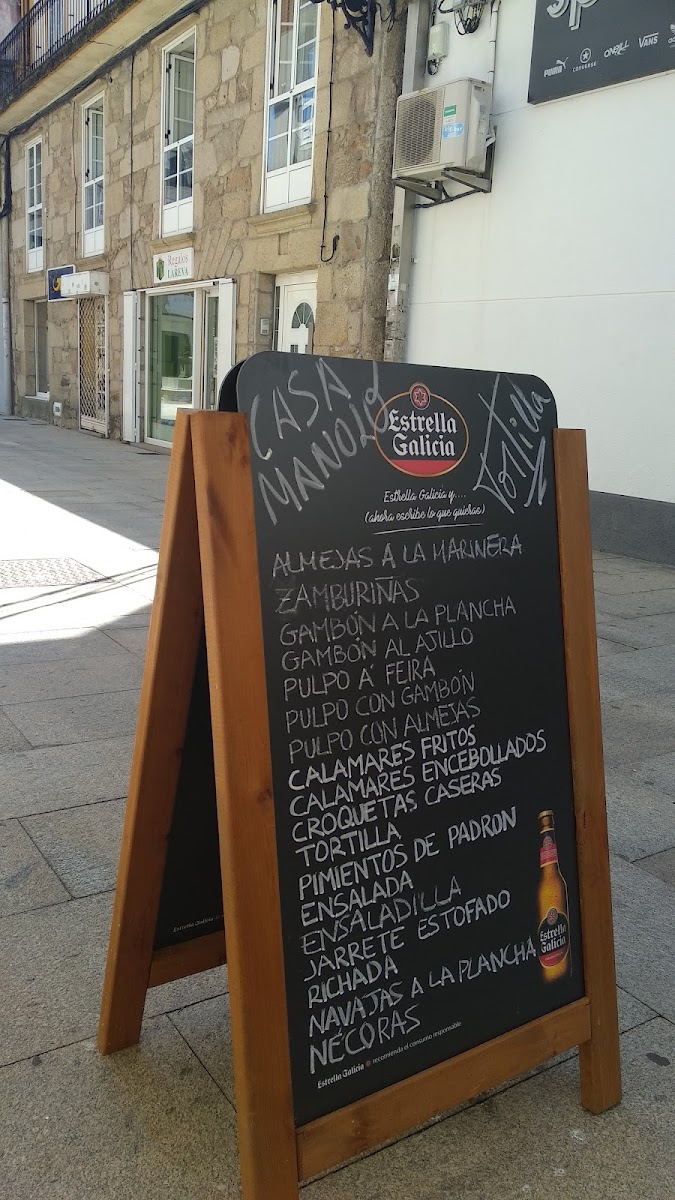 PUMA
CONVERSE
O'NEILL
VANS
Regalos
LAREVA
CASA
MANOLO
Estrella
Galicia
Tortilla
Estrella Galicia y....
(ahora escribe lo que quieras)
ALMEJAS A LA MARINERA
ZAMBURIÑAS
GAMBÓN A LA PLANCHA
GAMBÓN AL AJILLO
PULPO A' FEIRA
PULPO CON GAMBÓN
PULPO CON ALMEJAS
CALAMARES FRITOS
CALAMARES ENCEBOLLADOS
CROQUETAS CASERAS
TORTILLA
PIMIENTOS DE PADRON
ENSALADA
ENSALADILLA
JARRETE ESTOFADO
RICHADA
NAVAJAS A LA PLANCHA
NÉCORAS
Estrella
Galicia
Estrella Galicia recomienda el consumo responsable
Estrella Galicia